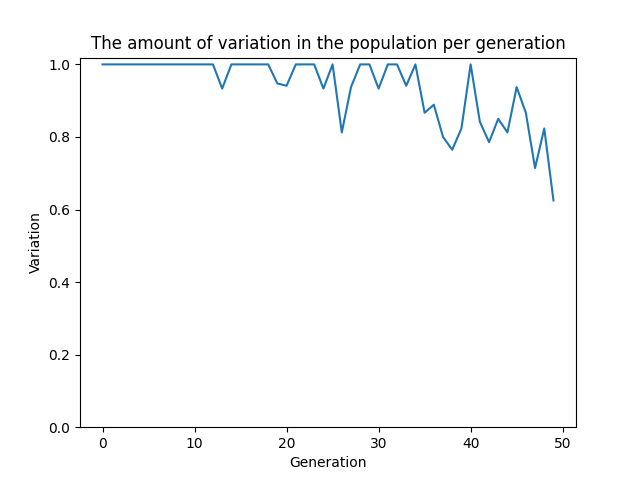 The amount of variation in the population per generation
1.0
0.8
0.6
0.4
0.2
0.0
Variation
0 10 20 30 40 50
Generation